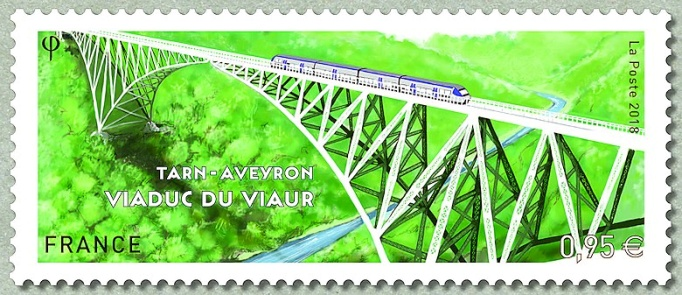 La Poste 2018
TARN-AVEYRON
VIADUC DU VIAUR
FRANCE
0,95 €